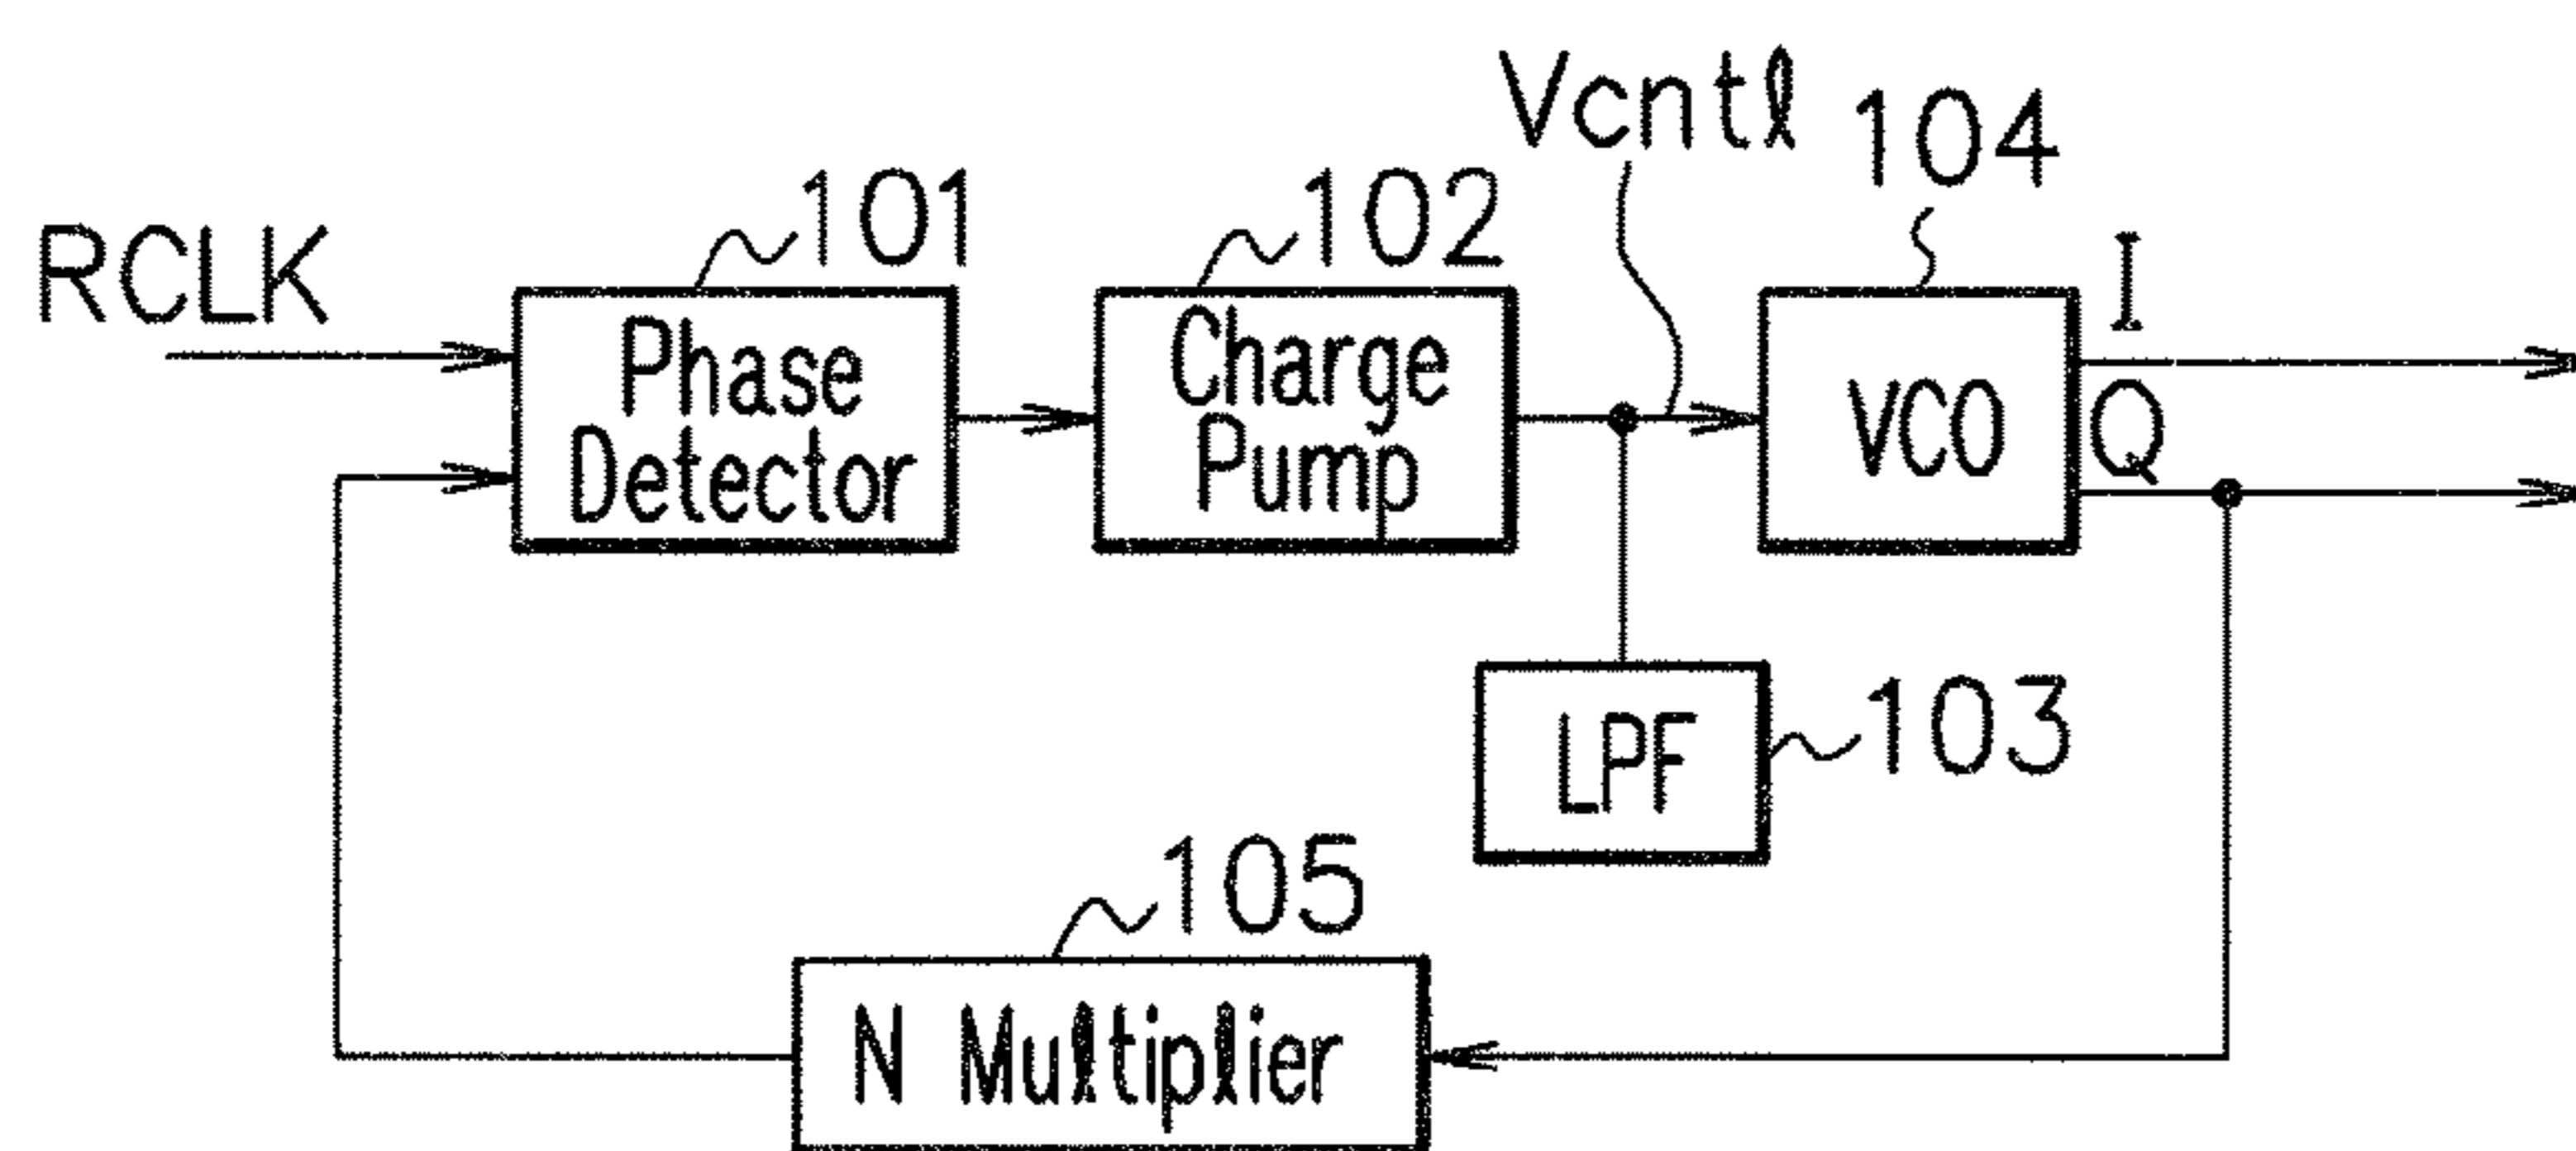 Vcntl
104
101
102
RCLK
I
Phase
Detector
Charge
Pump
VCO
Q
LPF
103
105
N Multiplier